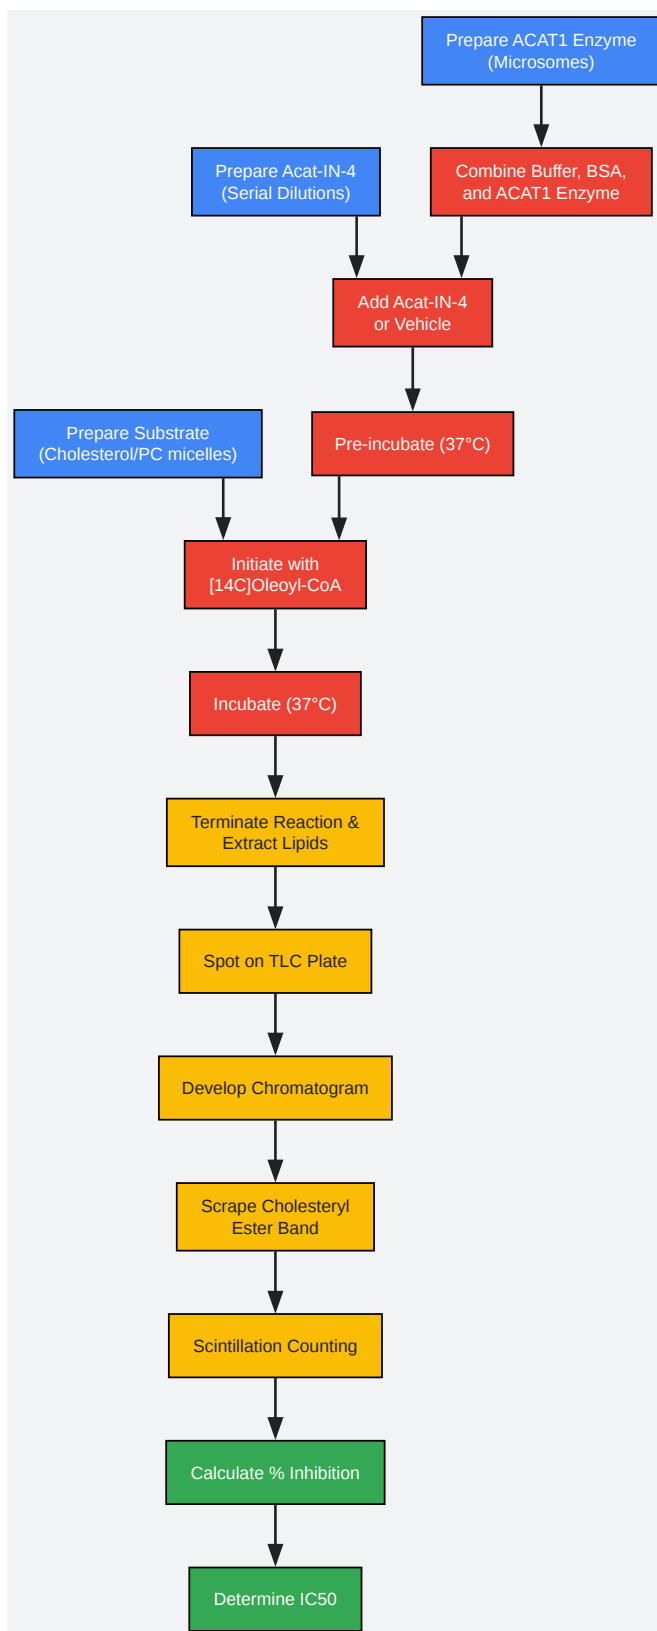 Prepare ACAT1 Enzyme
(Microsomes)
Prepare Acat-IN-4
(Serial Dilutions)
Combine Buffer, BSA,
and ACAT1 Enzyme
Add Acat-IN-4
or Vehicle
Prepare Substrate
(Cholesterol/PC micelles)
Pre-incubate (37°C)
Initiate with
[14C]Oleoyl-CoA
Incubate (37°C)
Terminate Reaction &
Extract Lipids
Spot on TLC Plate
Develop Chromatogram
Scrape Cholesteryl
Ester Band
Scintillation Counting
Calculate % Inhibition
Determine IC50